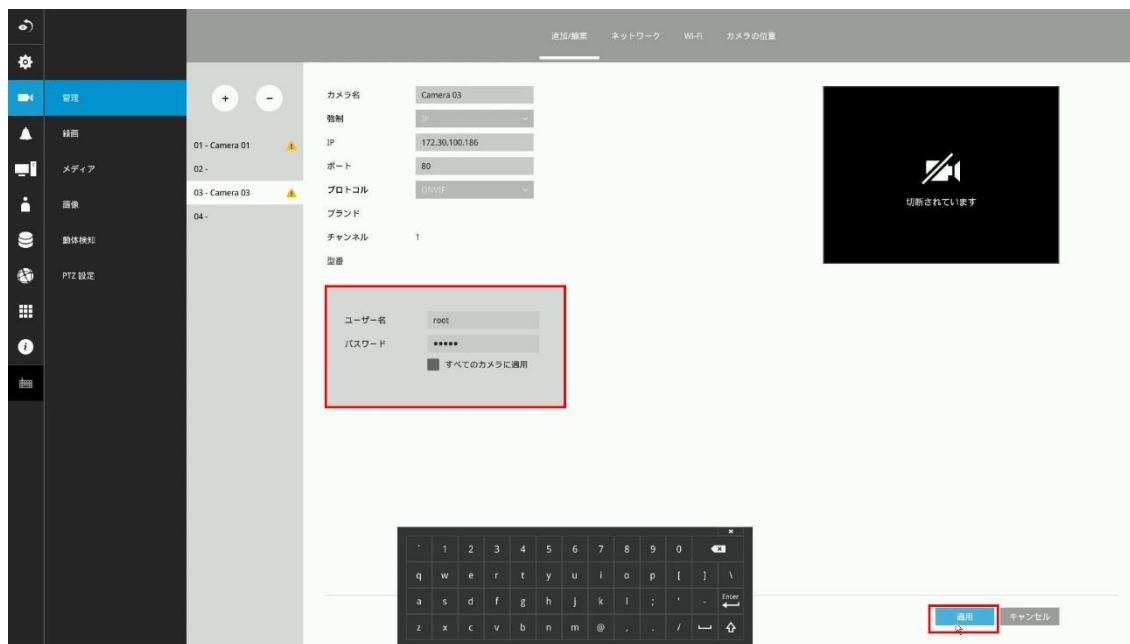 追加/編集 ネットワーク Wi-Fi カメラの位置
管理
録画
メディア
画像
動体検知
PTZ 設定
+ -
01 - Camera 01
02 -
03 - Camera 03
04 -
カメラ名 Camera 03
強制 IP
IP 172.30.100.186
ポート 80
プロトコル ONVIF
ブランド
チャンネル 1
型番
ユーザー名 root
パスワード •••••
すべてのカメラに適用
切断されています
` 1 2 3 4 5 6 7 8 9 0
q w e r t y u i o p [ ] \
a s d f g h j k l ; ' - Enter
z x c v b n m @ , . /
適用 キャンセル